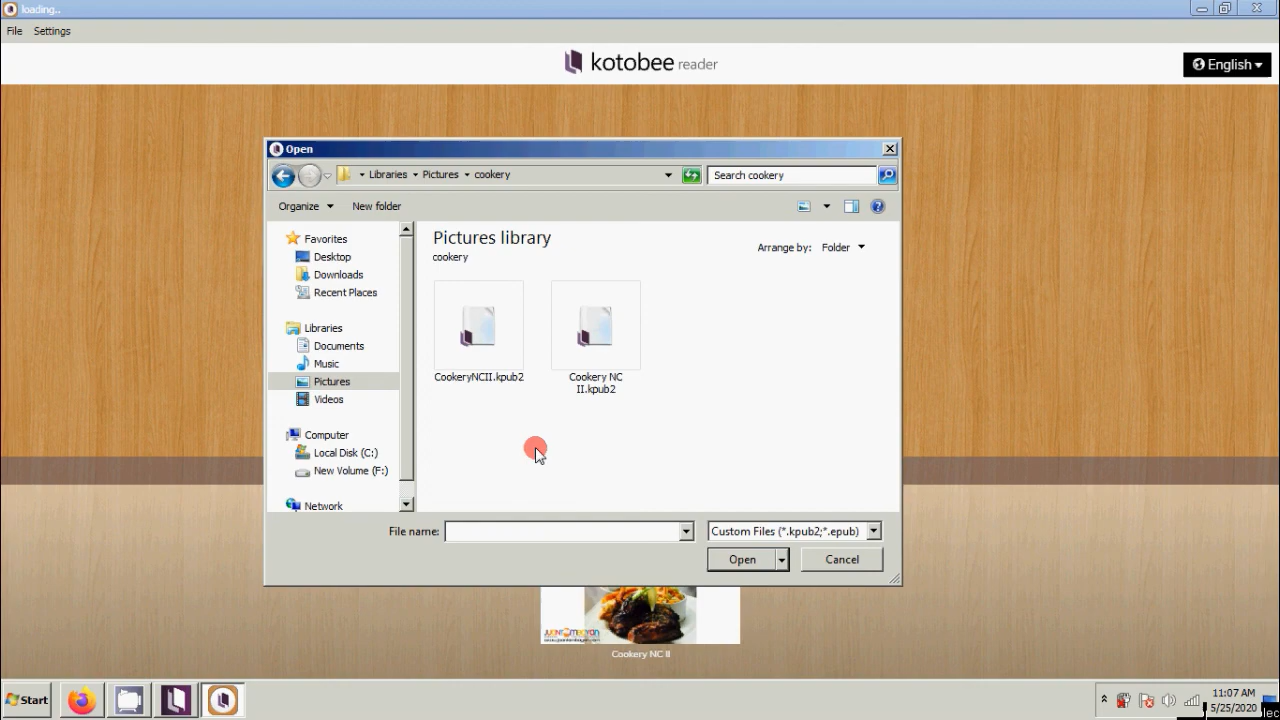 loading..
File Settings
kotobee reader
English
Open
Libraries Pictures cookery
Search cookery
Organize New folder
Favorites
Desktop
Downloads
Recent Places
Libraries
Documents
Music
Pictures
Videos
Computer
Local Disk (C:)
New Volume (F:)
Network
Pictures library
cookery
Arrange by: Folder
CookeryNCII.kpub2
Cookery NC
II.kpub2
File name:
Custom Files (*.kpub2;*.epub)
Open Cancel
Cookery NC II
Start
11:07 AM
5/25/2020